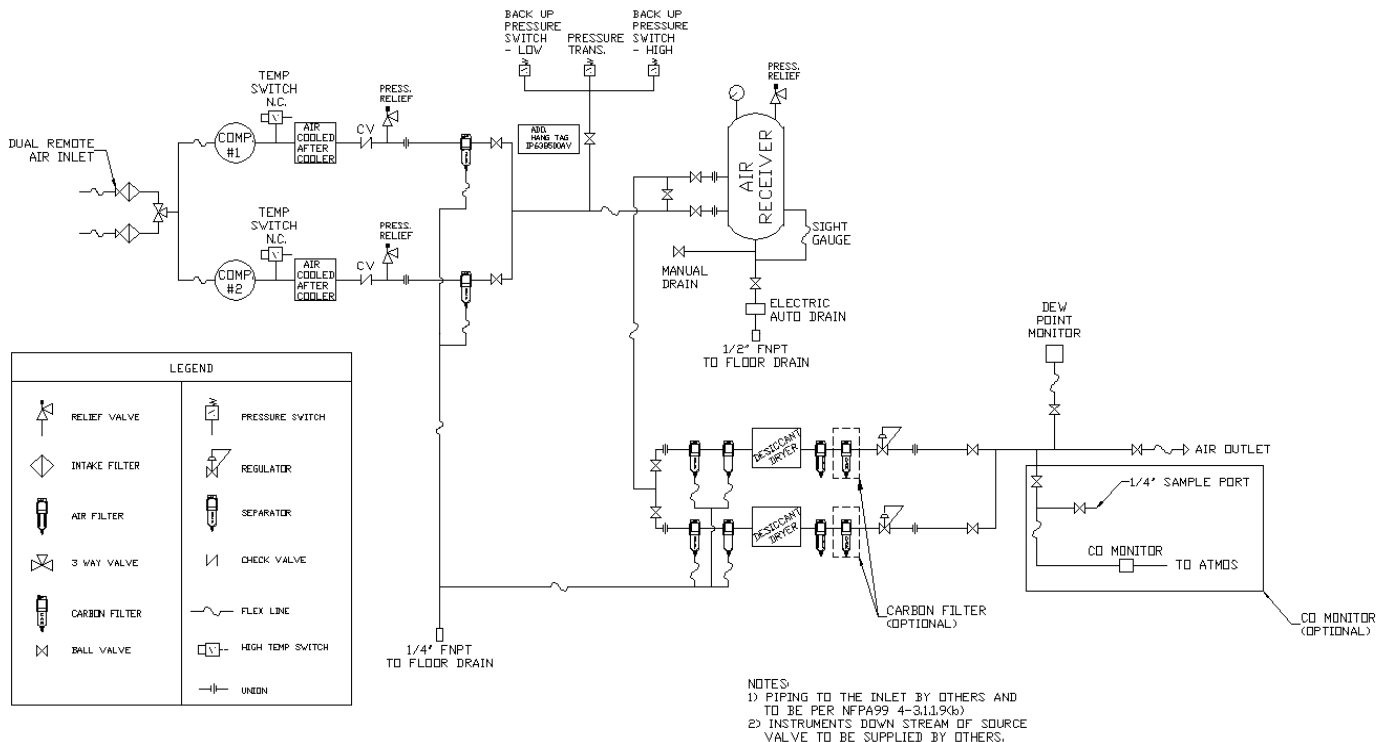 BACK UP
PRESSURE
SWITCH
- LOW
PRESSURE
TRANS.
BACK UP
PRESSURE
SWITCH
- HIGH
PRESS.
RELIEF
TEMP
SWITCH
N.C.
PRESS.
RELIEF
DUAL REMOTE
AIR INLET
COMP.
#1
AIR
COOLED
AFTER
COOLER
CV
ADD.
HANG TAG
AIR
RECEIVER
SIGHT
GAUGE
TEMP
SWITCH
N.C.
PRESS.
RELIEF
COMP.
#2
AIR
COOLED
AFTER
COOLER
CV
MANUAL
DRAIN
ELECTRIC
AUTO DRAIN
1/2" FNPT
TO FLOOR DRAIN
DEW
POINT
MONITOR
LEGEND
RELIEF VALVE
PRESSURE SWITCH
INTAKE FILTER
REGULATOR
AIR FILTER
SEPARATOR
3 WAY VALVE
CHECK VALVE
CARBON FILTER
FLEX LINE
BALL VALVE
HIGH TEMP SWITCH
UNION
DESICCANT
DRYER
AIR OUTLET
1/4" SAMPLE PORT
DESICCANT
DRYER
CO MONITOR
TO ATMOS
CARBON FILTER
(OPTIONAL)
CO MONITOR
(OPTIONAL)
1/4" FNPT
TO FLOOR DRAIN
NOTES:
1) PIPING TO THE INLET BY OTHERS AND
TO BE PER NFPA99 4-3.1.1.9(b)
2) INSTRUMENTS DOWN STREAM OF SOURCE
VALVE TO BE SUPPLIED BY OTHERS.